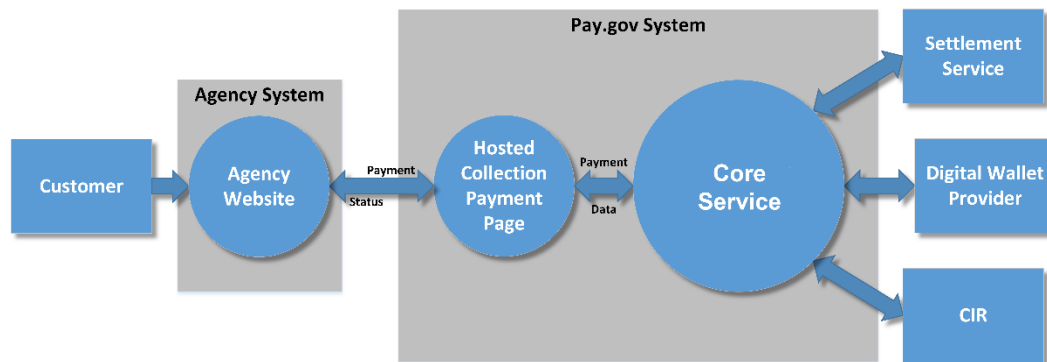 Pay.gov System
Settlement
Service
Agency System
Customer
Agency
Website
Payment
Status
Hosted
Collection
Payment
Page
Payment
Data
Core
Service
Digital Wallet
Provider
CIR